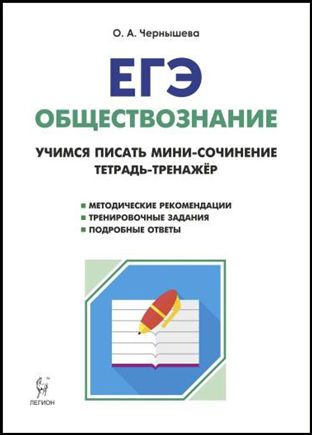 О. А. Чернышева
ЕГЭ
ОБЩЕСТВОЗНАНИЕ
УЧИМСЯ ПИСАТЬ МИНИ-СОЧИНЕНИЕ
ТЕТРАДЬ-ТРЕНАЖЁР
МЕТОДИЧЕСКИЕ РЕКОМЕНДАЦИИ
ТРЕНИРОВОЧНЫЕ ЗАДАНИЯ
ПОДРОБНЫЕ ОТВЕТЫ
ЛЕГИОН